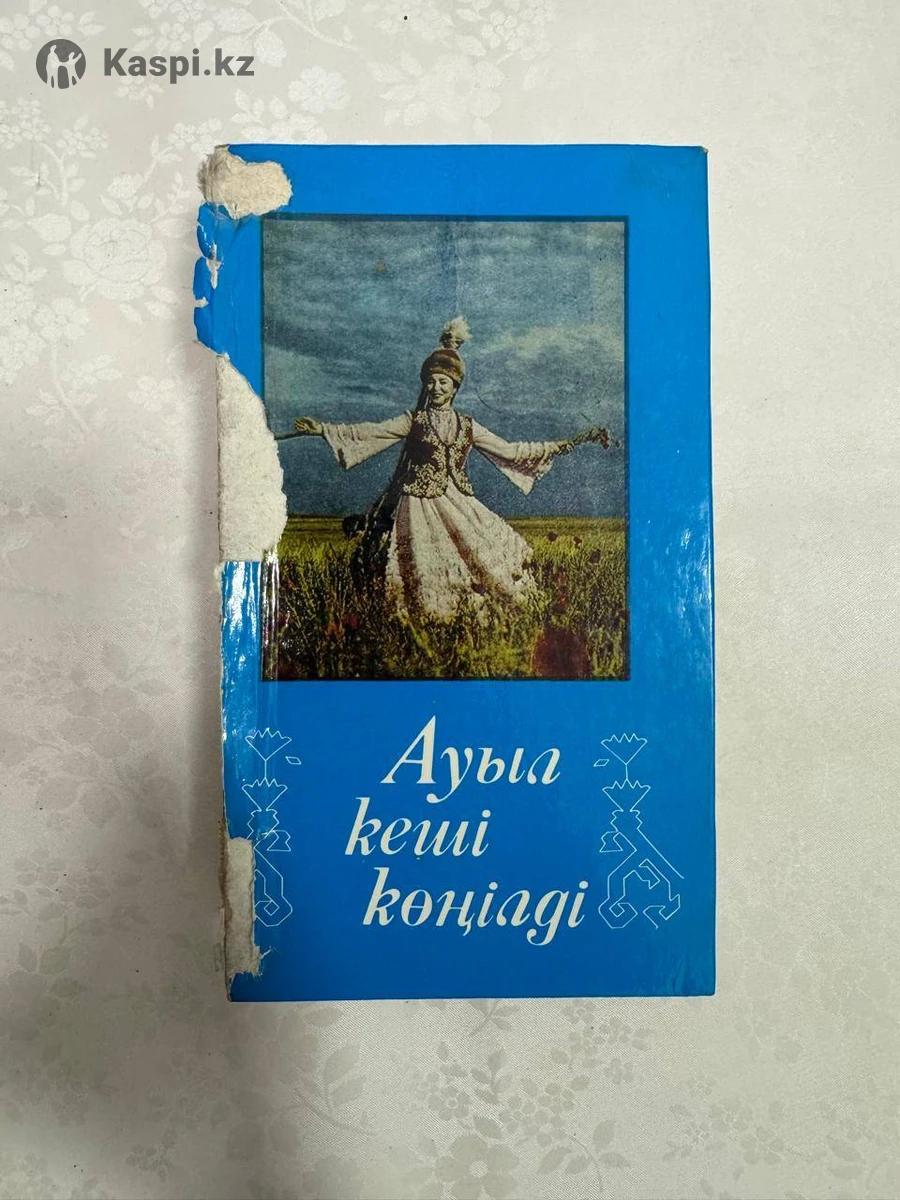 Kaspi.kz
Ауыл
кеші
көңілді